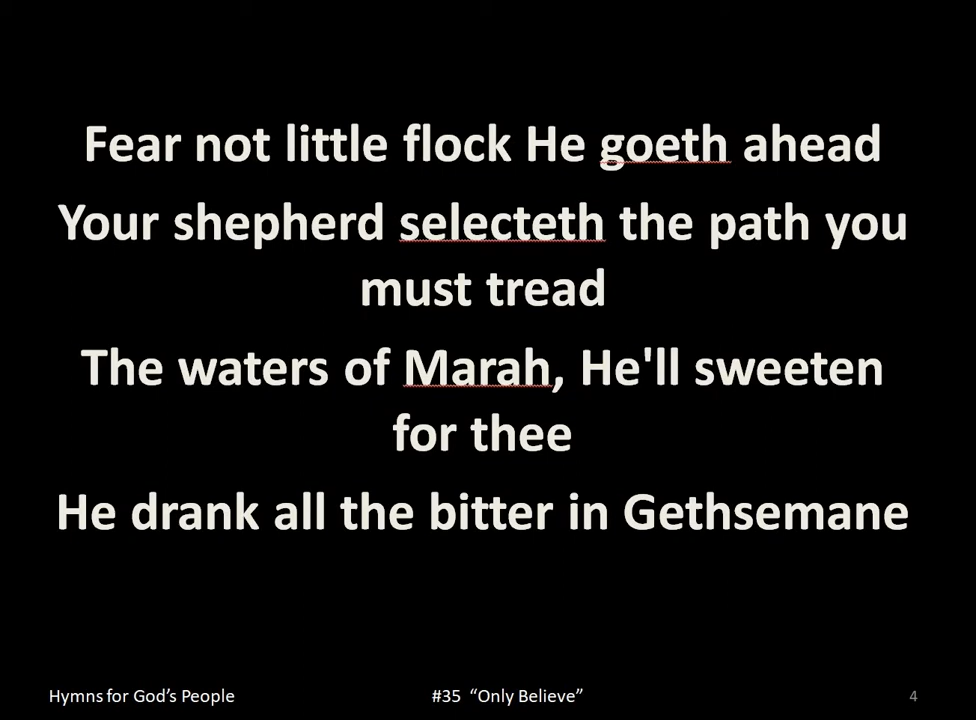 Fear not little flock He goeth ahead
Your shepherd selecteth the path you
must tread
The waters of Marah, He'll sweeten
for thee
He drank all the bitter in Gethsemane
Hymns for God’s People
#35 “Only Believe”
4